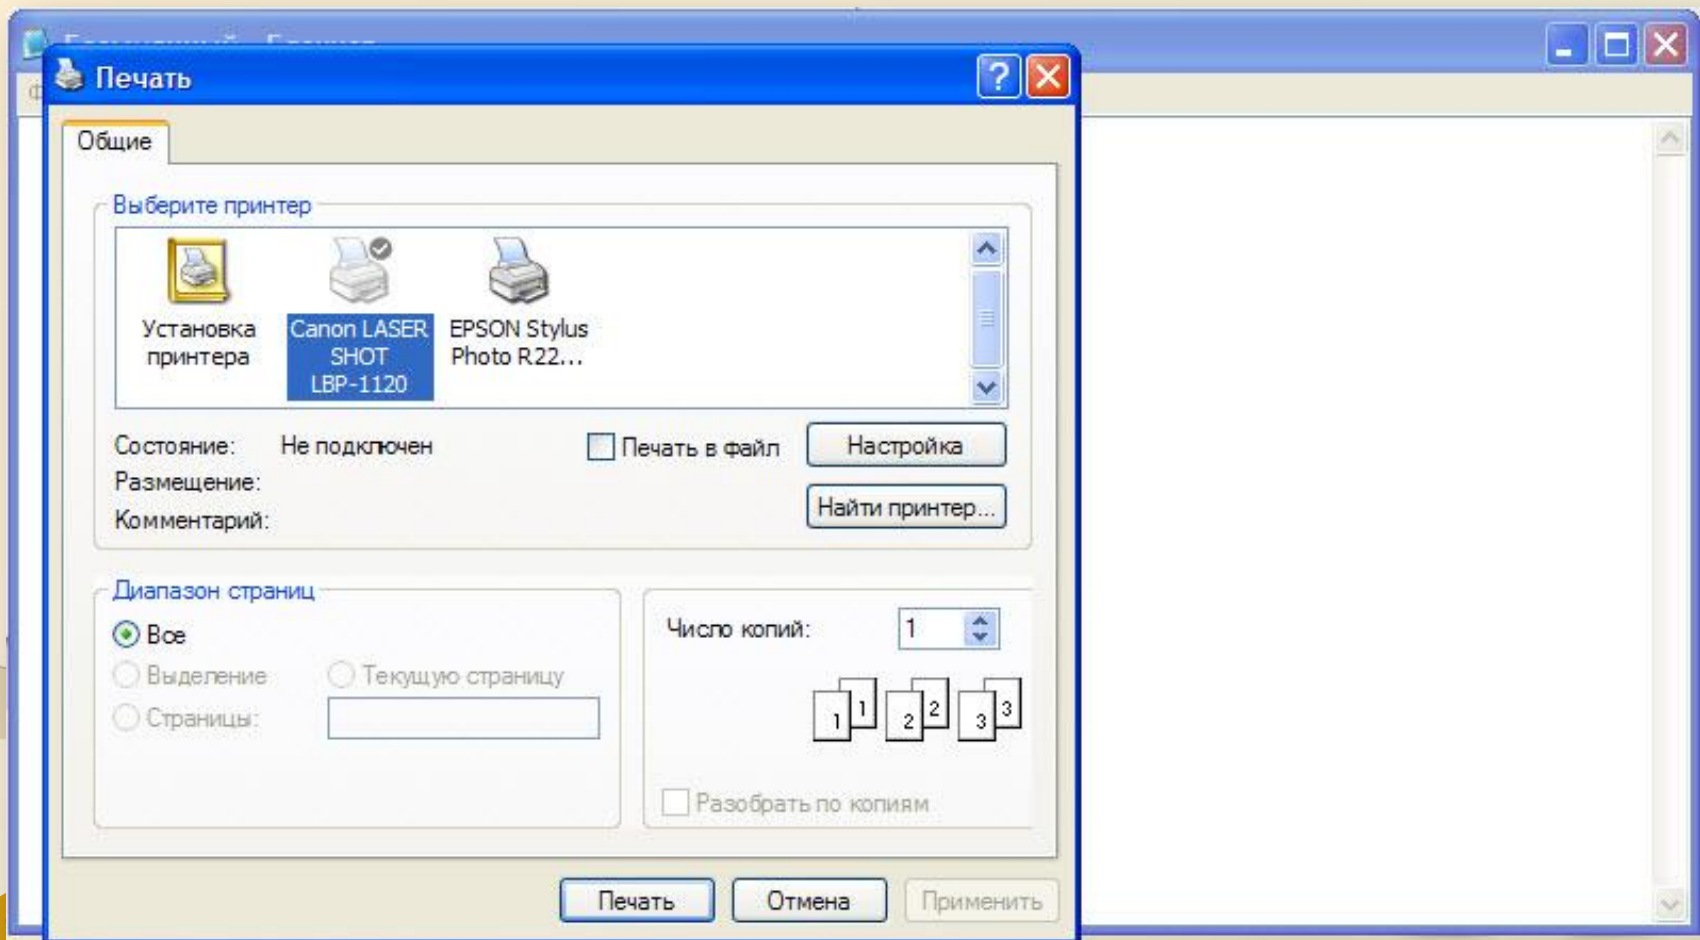 Печать
Общие
Выберите принтер
Установка принтера
Canon LASER SHOT LBP-1120
EPSON Stylus Photo R22...
Состояние: Не подключен
Печать в файл
Настройка
Размещение:
Найти принтер...
Комментарий:
Диапазон страниц
Все
Выделение
Текущую страницу
Страницы:
Число копий: 1
1 1 2 2 3 3
Разобрать по копиям
Печать
Отмена
Применить